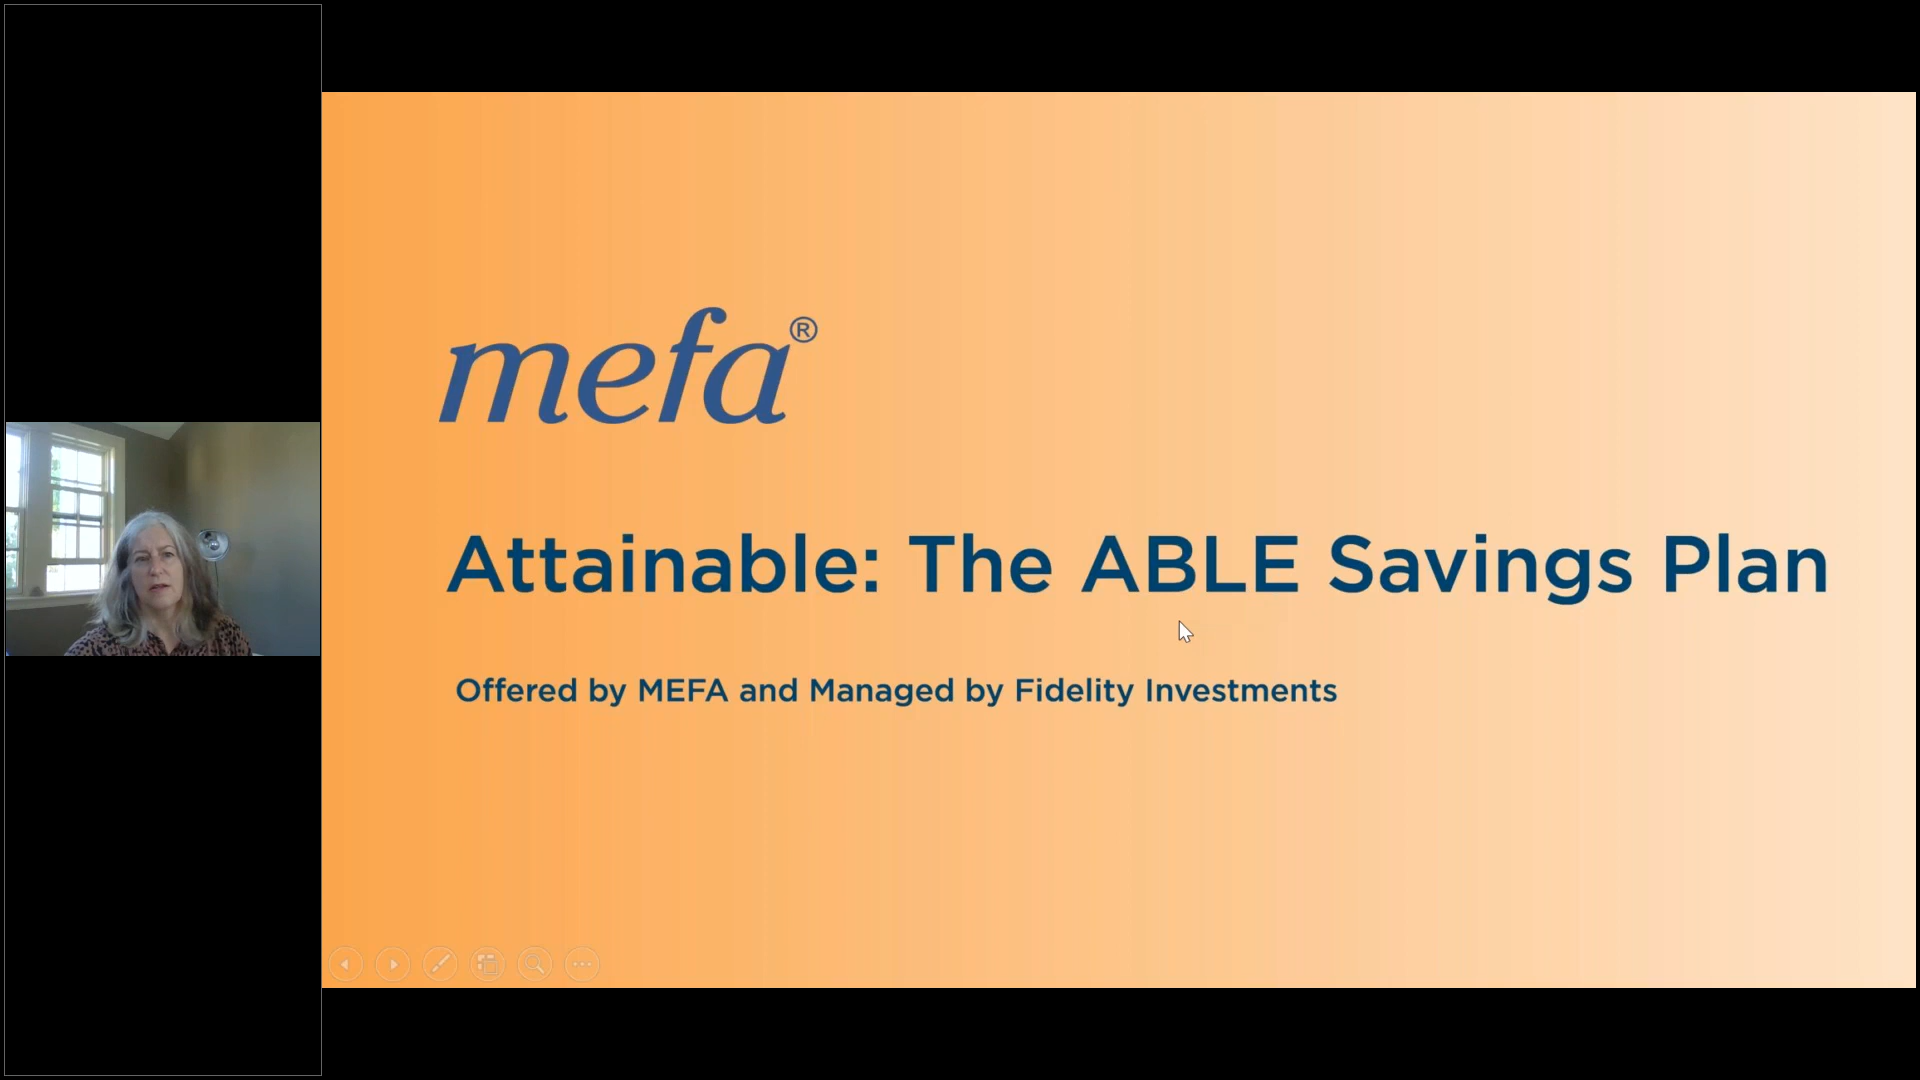 mefa®
Attainable: The ABLE Savings Plan
Offered by MEFA and Managed by Fidelity Investments